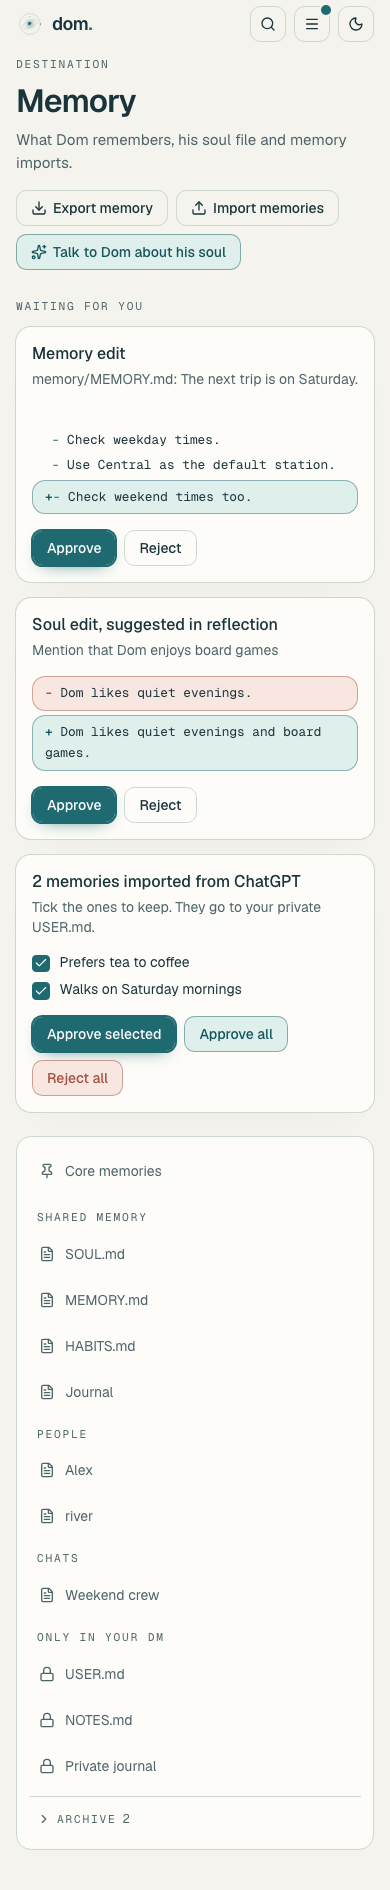 dom.
DESTINATION
Memory
What Dom remembers, his soul file and memory
imports.
Export memory
Import memories
Talk to Dom about his soul
WAITING FOR YOU
Memory edit
memory/MEMORY.md: The next trip is on Saturday.
- Check weekday times.
- Use Central as the default station.
+- Check weekend times too.
Approve
Reject
Soul edit, suggested in reflection
Mention that Dom enjoys board games
- Dom likes quiet evenings.
+ Dom likes quiet evenings and board
games.
Approve
Reject
2 memories imported from ChatGPT
Tick the ones to keep. They go to your private
USER.md.
Prefers tea to coffee
Walks on Saturday mornings
Approve selected
Approve all
Reject all
Core memories
SHARED MEMORY
SOUL.md
MEMORY.md
HABITS.md
Journal
PEOPLE
Alex
river
CHATS
Weekend crew
ONLY IN YOUR DM
USER.md
NOTES.md
Private journal
ARCHIVE 2